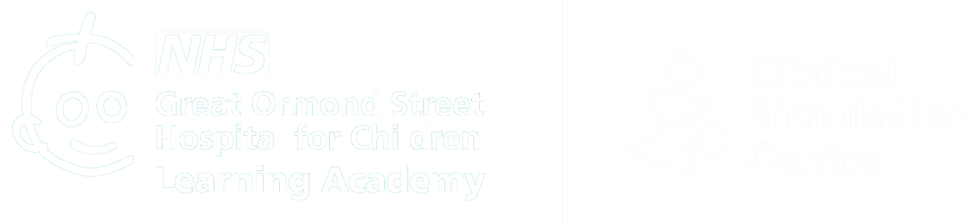 NHS
Great Ormond Street
Hospital for Children
Learning Academy
Clinical
Simulation
Centre